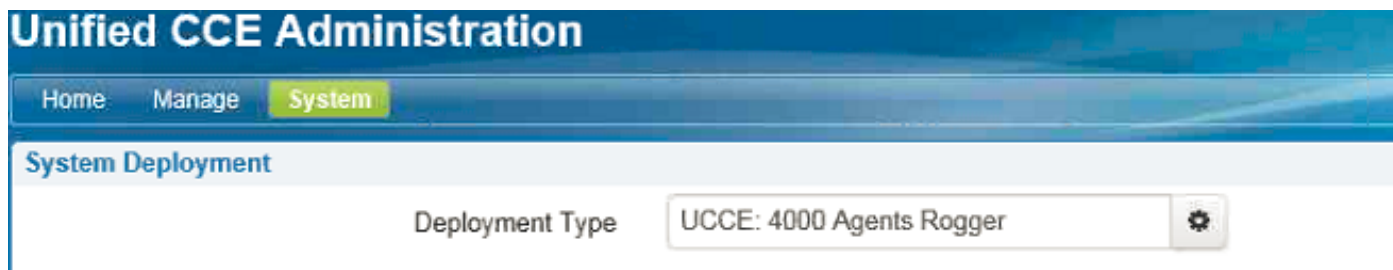 Unified CCE Administration
Home Manage System
System Deployment
Deployment Type UCCE: 4000 Agents Rogger